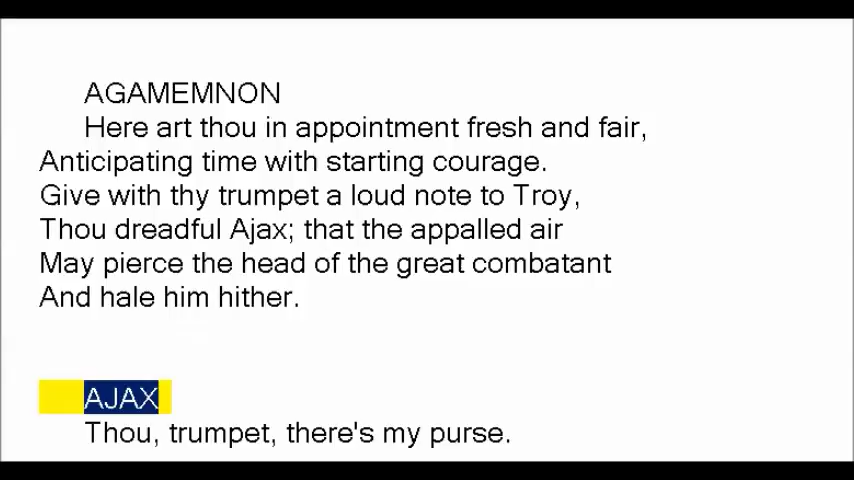 AGAMEMNON
Here art thou in appointment fresh and fair,
Anticipating time with starting courage.
Give with thy trumpet a loud note to Troy,
Thou dreadful Ajax; that the appalled air
May pierce the head of the great combatant
And hale him hither.
AJAX
Thou, trumpet, there's my purse.